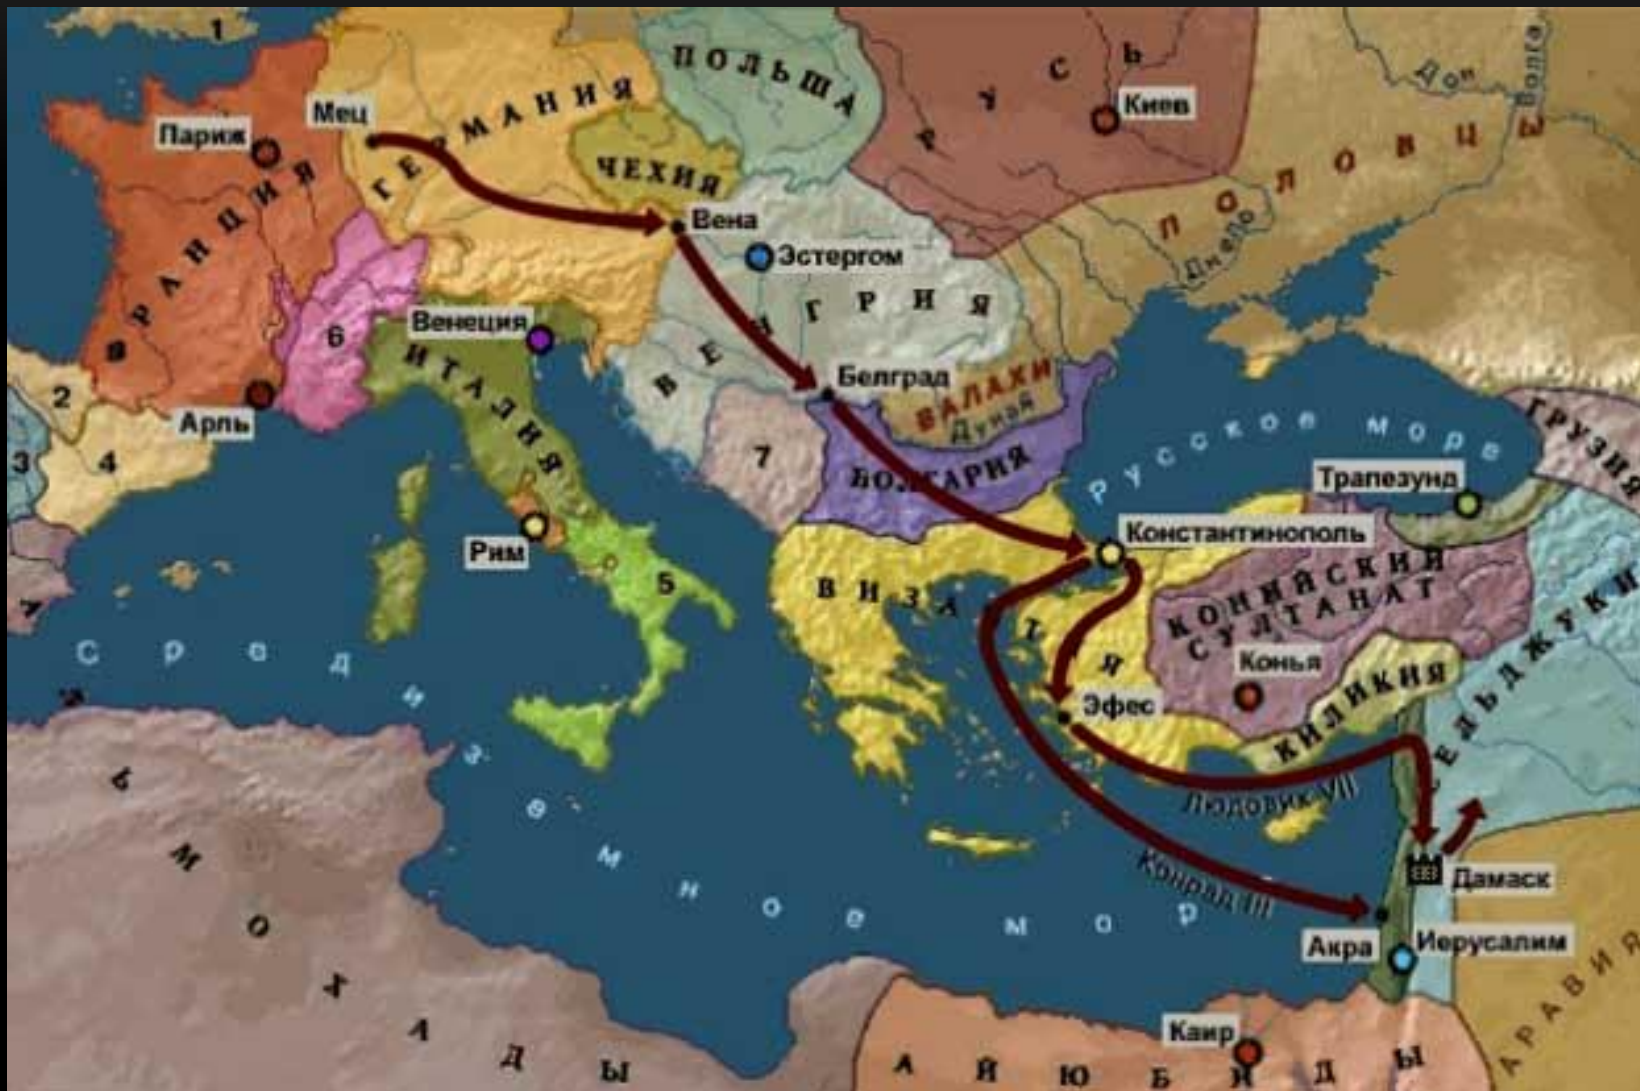 1
ПОЛЬША
РУСЬ
Киев
Дон
Волга
Мец
Париж
ГЕРМАНИЯ
ЧЕХИЯ
ПОЛОВЦЫ
Днепр
ФРАНЦИЯ
Вена
Эстергом
ВЕНГРИЯ
6
Венеция
ИТАЛИЯ
Белград
ВАЛАХИ
Дунай
2
Арль
3
4
7
БОЛГАРИЯ
Русское море
ГРУЗИЯ
Трапезунд
Рим
Константинополь
5
ВИЗАТИЯ
КОНИЙСКИЙ
СУЛТАНАТ
Конья
КИЛИКИЯ
СЕЛЬДЖУКИ
Эфес
Средиземное мор
Людовик VII
Конрад III
АЛЬМОХАДЫ
Дамаск
Акра
Иерусалим
Каир
АЙЮБИДЫ
АРАВИЯ